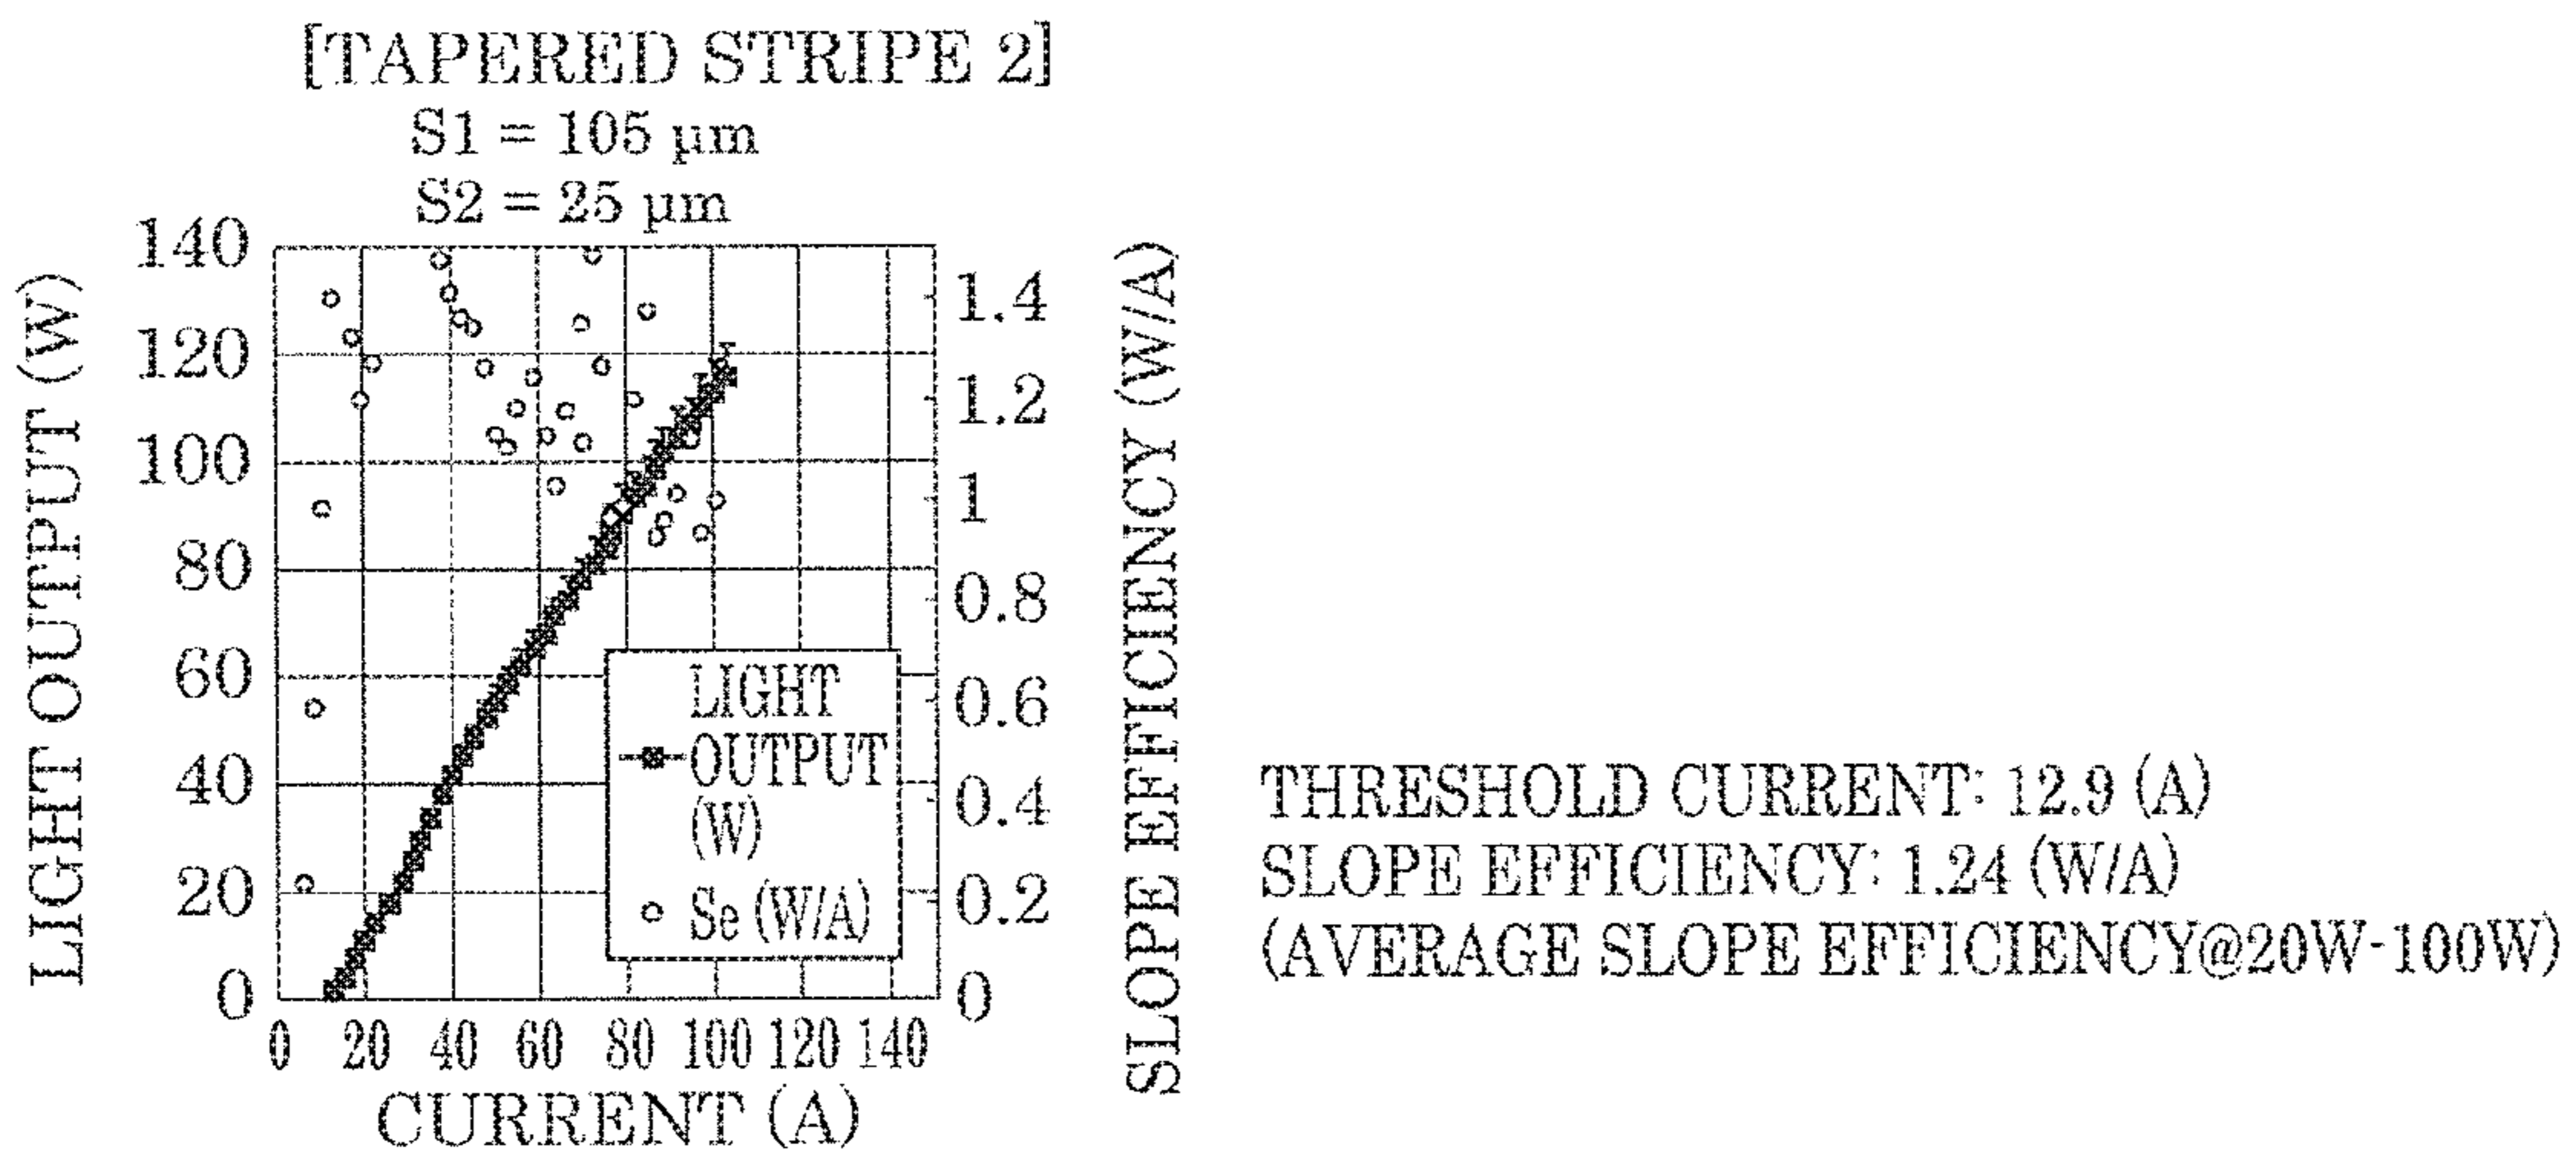 [TAPERED STRIPE 2]
S1 = 105 μm
S2 = 25 μm
LIGHT OUTPUT (W)
140
120
100
80
60
40
20
0
1.4
1.2
1
0.8
0.6
0.4
0.2
0
SLOPE EFFICIENCY (W/A)
LIGHT
OUTPUT
(W)
Se (W/A)
0 20 40 60 80 100 120 140
CURRENT (A)
THRESHOLD CURRENT: 12.9 (A)
SLOPE EFFICIENCY: 1.24 (W/A)
(AVERAGE SLOPE EFFICIENCY@20W-100W)